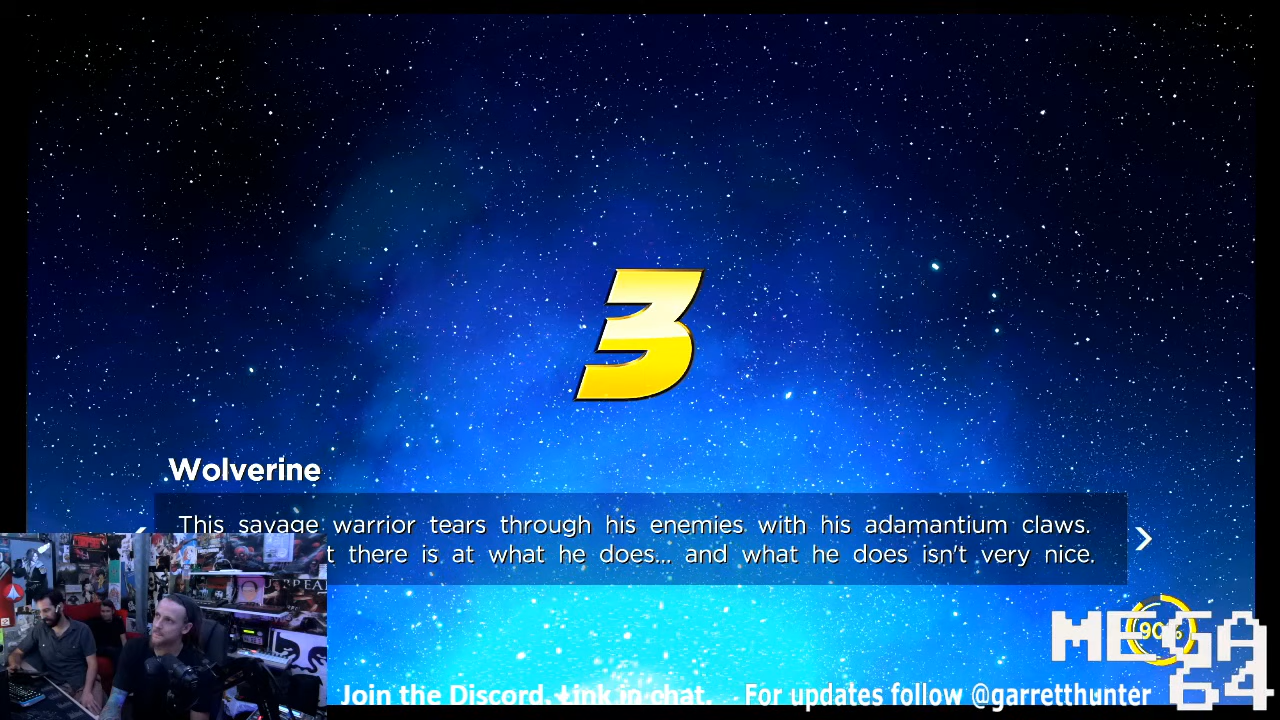 3
Wolverine
This savage warrior tears through his enemies with his adamantium claws.
there is at what he does... and what he does isn't very nice.
90%
MEGA
64
Join the Discord. Link in chat. For updates follow @garretthunter